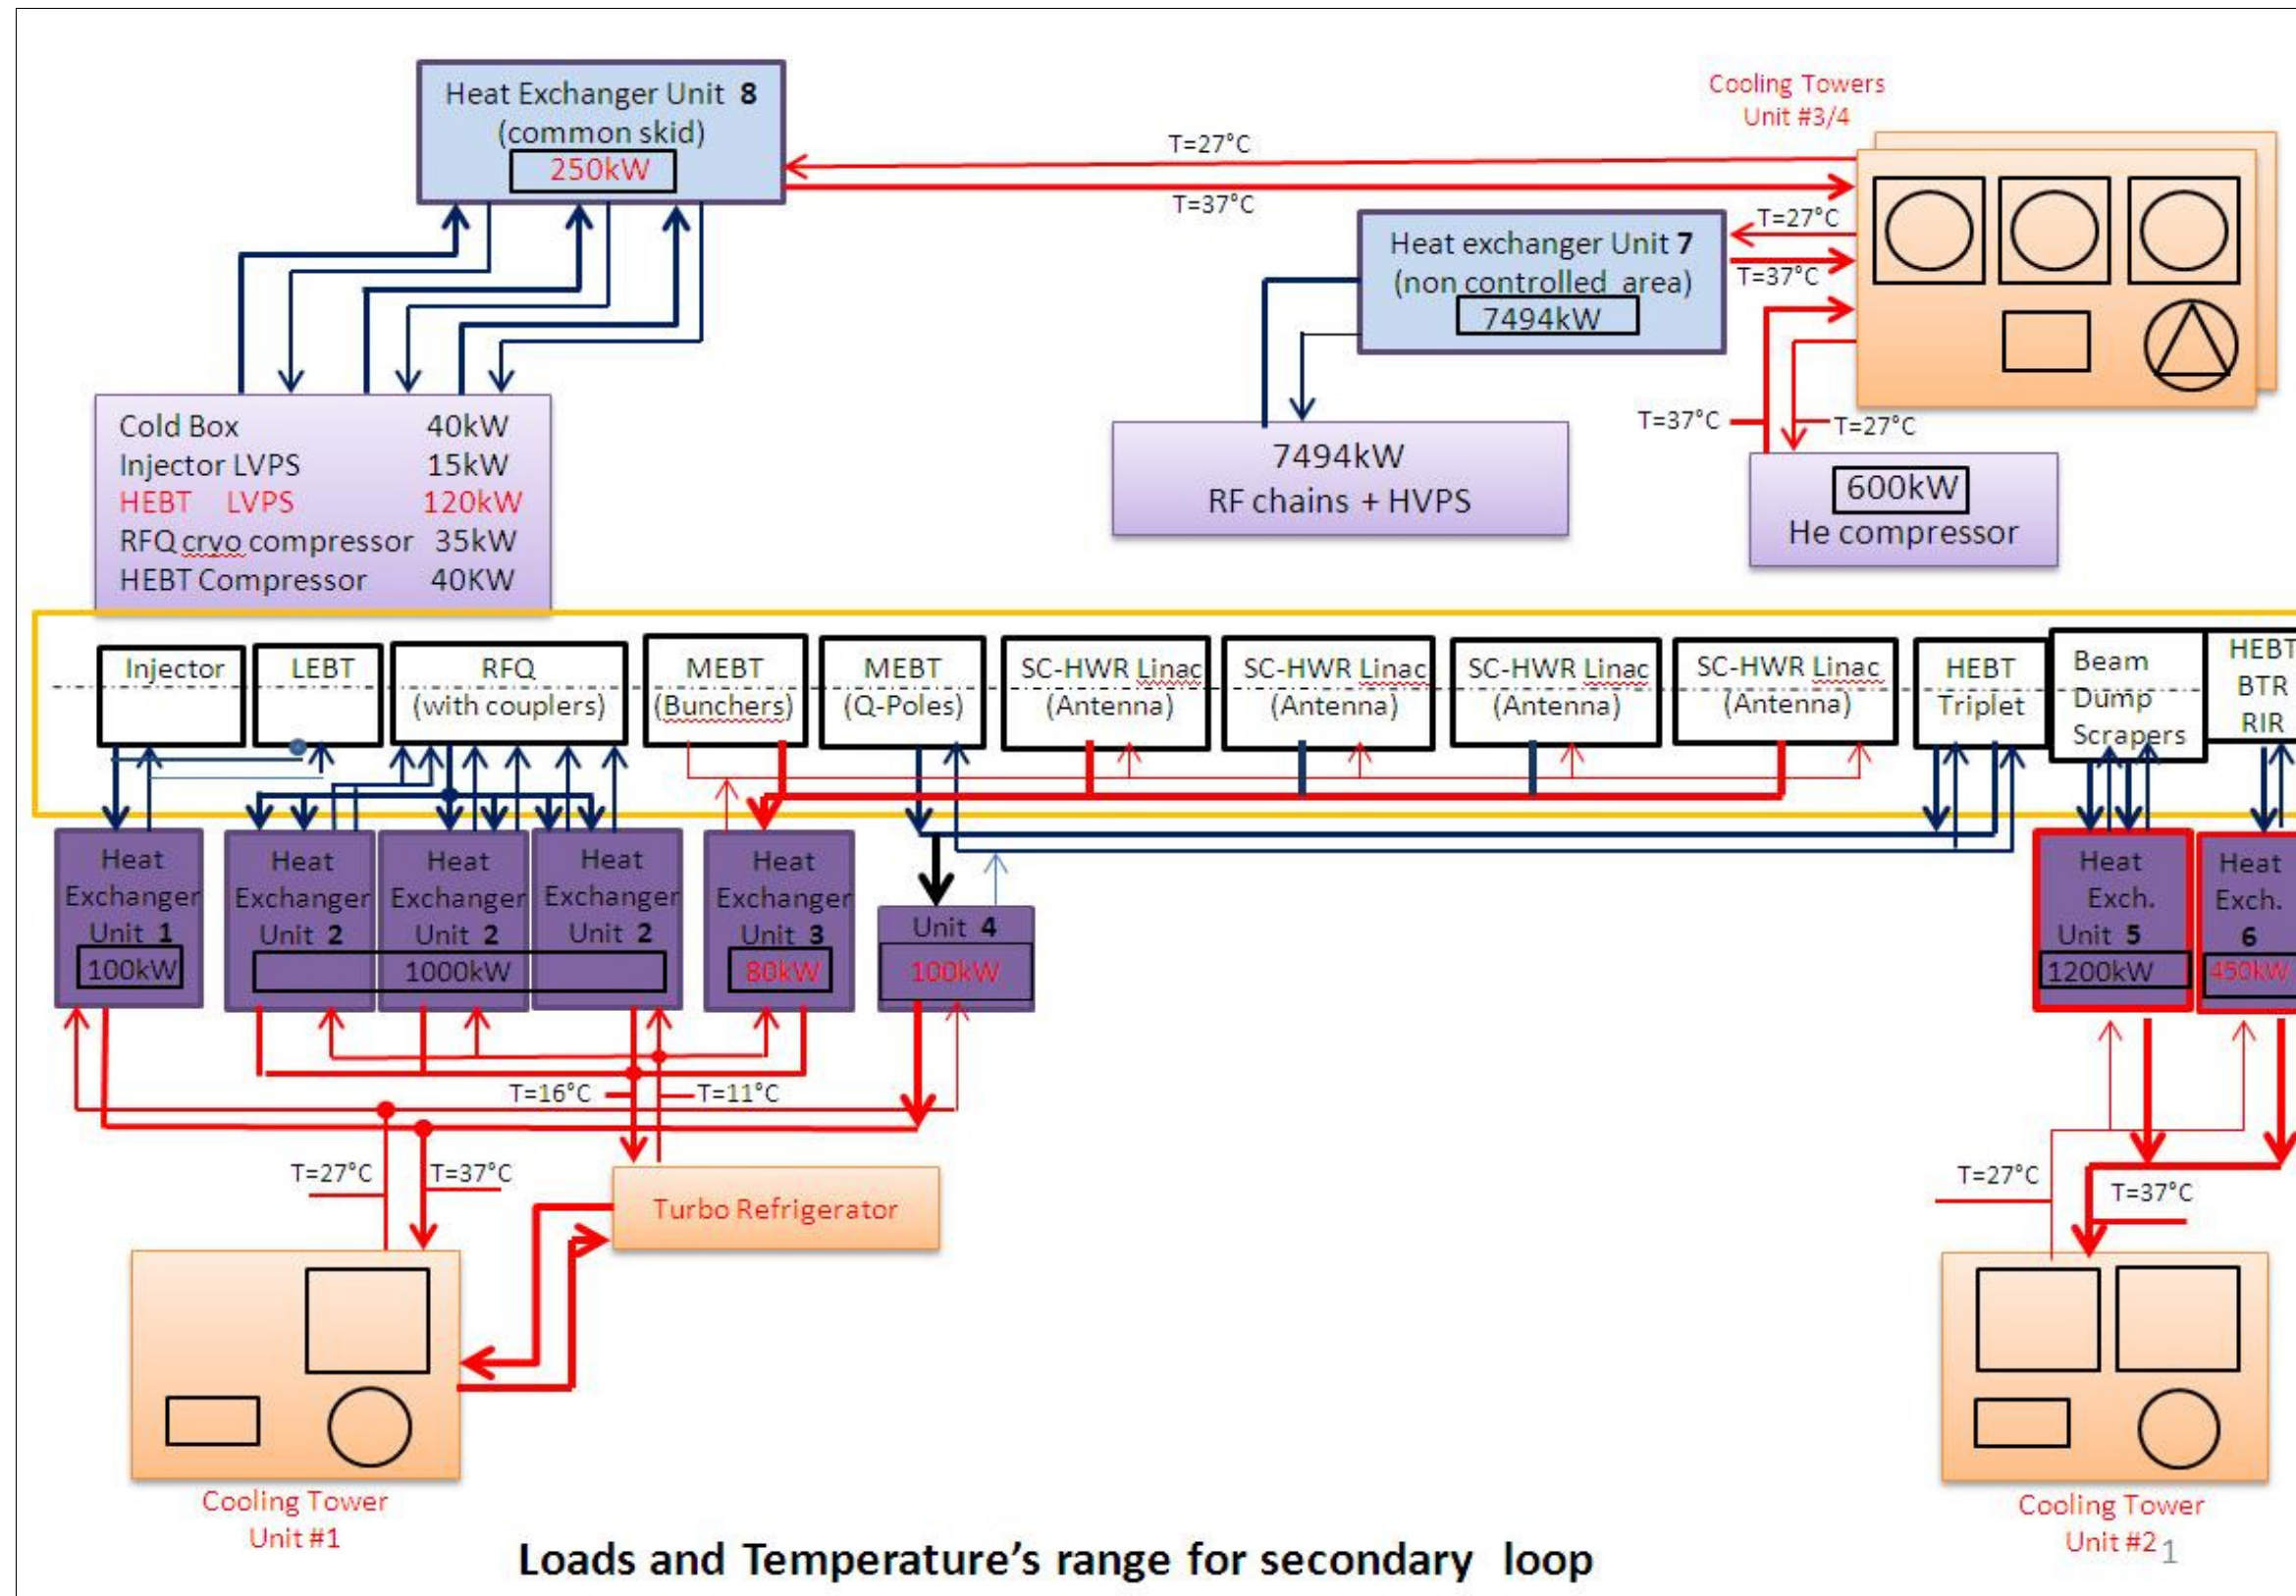 Heat Exchanger Unit 8
(common skid)
250kW
Cooling Towers
Unit #3/4
T=27°C
T=37°C
Heat exchanger Unit 7
(non controlled area)
7494kW
T=27°C
T=37°C
T=37°C
T=27°C
Cold Box 40kW
Injector LVPS 15kW
HEBT LVPS 120kW
RFQ cryo compressor 35kW
HEBT Compressor 40KW
7494kW
RF chains + HVPS
600kW
He compressor
Injector
LEBT
RFQ
(with couplers)
MEBT
(Bunchers)
MEBT
(Q-Poles)
SC-HWR Linac
(Antenna)
SC-HWR Linac
(Antenna)
SC-HWR Linac
(Antenna)
SC-HWR Linac
(Antenna)
HEBT
Triplet
Beam
Dump
Scrapers
HEBT
BTR
RIR
Heat
Exchanger
Unit 1
100kW
Heat
Exchanger
Unit 2
Heat
Exchanger
Unit 2
Heat
Exchanger
Unit 2
1000kW
Heat
Exchanger
Unit 3
80kW
Unit 4
100kW
Heat
Exch.
Unit 5
1200kW
Heat
Exch.
6
450kW
T=16°C
T=11°C
T=27°C
T=37°C
Turbo Refrigerator
T=27°C
T=37°C
Cooling Tower
Unit #1
Cooling Tower
Unit #2
1
Loads and Temperature's range for secondary loop